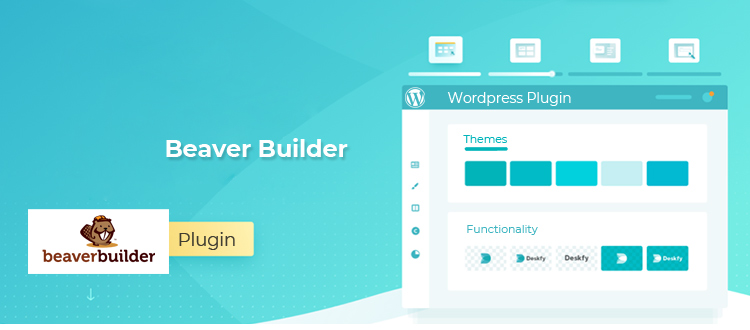 Beaver Builder
beaverbuilder
Plugin
Wordpress Plugin
Themes
Functionality
Deskfy
Deskfy
Deskfy